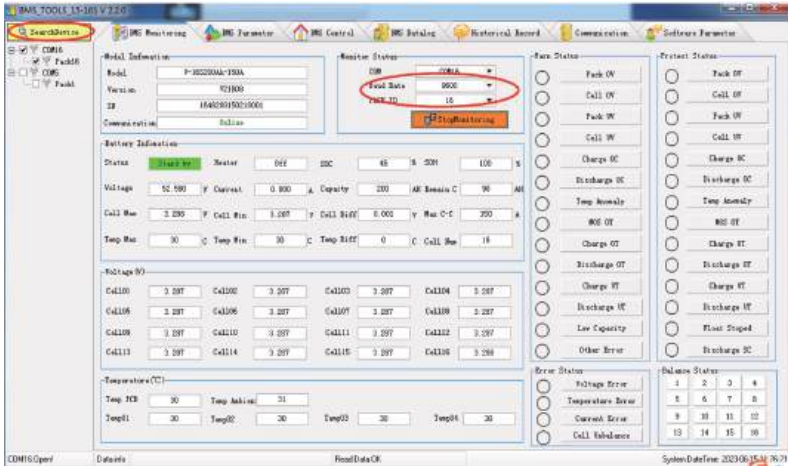 BMS_TOOLS_15-16S V 2.2.0
SearchDevice
BMS Monitoring
BMS Parameter
BMS Control
BMS Datalog
Historical Record
Communication
Software Parameter
COM16
Pack16
COM6
Pack1
Model Infomation
Model
Version
V21808
SN
Communication
Online
Monitor Status
COM
COM16
Baud Rate
9600
PACK ID
16
StopMonitoring
Battery Infomation
Status
Stand by
Heater
OFF
SOC
45
%
SOH
100
%
Voltage
V
Current
0.000
A
Capacity
200
AH
Remain C
90
AH
Cell Max
3.288
V
Cell Min
3.287
V
Cell Diff
0.001
V
Max C-C
A
Temp Max
30
C
Temp Min
30
C
Temp Diff
0
C
Cell Num
16
Voltage(V)
Cell02
3.287
Cell03
3.287
Cell04
3.287
Cell05
3.287
Cell06
3.287
Cell07
3.287
Cell08
3.287
Cell09
3.287
Cell10
3.287
Cell11
3.287
Cell12
3.287
Cell13
3.287
Cell14
3.287
Cell15
3.287
Cell16
3.288
Temperature(℃)
Temp PCB
30
Temp Ambien
31
Temp01
30
Temp02
30
Temp03
30
Temp04
30
Warn Status
Pack OV
Cell OV
Pack UV
Cell UV
Charge OC
Discharge OC
Temp Anomaly
MOS OT
Charge OT
Discharge OT
Charge UT
Discharge UT
Low Capacity
Other Error
Protect Status
Pack OV
Cell OV
Pack UV
Cell UV
Charge OC
Discharge OC
Temp Anomaly
MOS OT
Charge OT
Discharge OT
Charge UT
Discharge UT
Float Stoped
Discharge SC
Error Status
Voltage Error
Temperature Error
Current Error
Cell Unbalance
Balance Status
1 2 3 4
5 6 7 8
9 10 11 12
13 14 15 16
COM16:Open!
Data info
Read Data OK
System DateTime